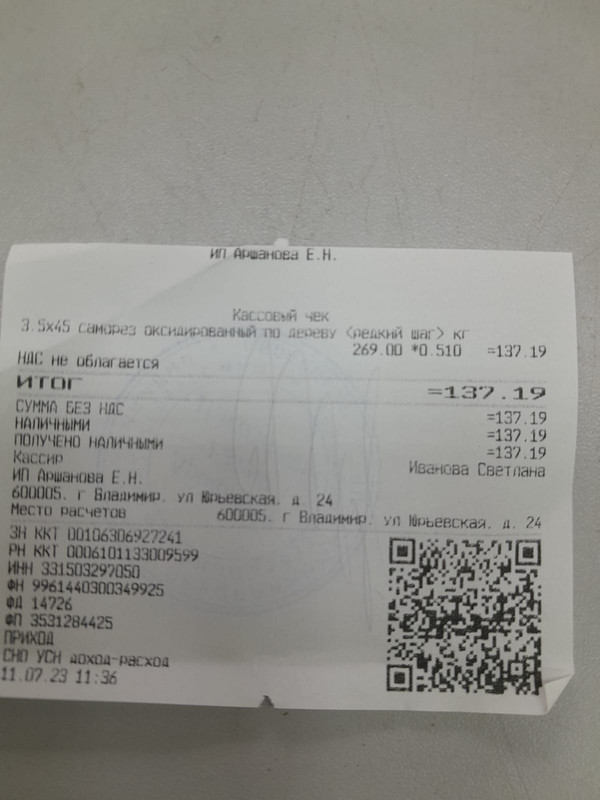 ИП Аршанова Е.Н.
Кассовый чек
3.5х45 саморез оксидированный по дереву <редкий шаг> кг
269.00 *0.510 =137.19
НДС не облагается
ИТОГ =137.19
СУММА БЕЗ НДС =137.19
НАЛИЧНЫМИ =137.19
ПОЛУЧЕНО НАЛИЧНЫМИ =137.19
Кассир Иванова Светлана
ИП Аршанова Е.Н.
600005. г Владимир. ул Юрьевская. д. 24
Место расчетов 600005. г Владимир. ул Юрьевская. д. 24
ЗН ККТ 00106306927241
РН ККТ 0006101133009599
ИНН 331503297050
ФН 9961440300349925
ФД 14726
ФП 3531284425
ПРИХОД
СНО УСН доход-расход
11.07.23 11:36